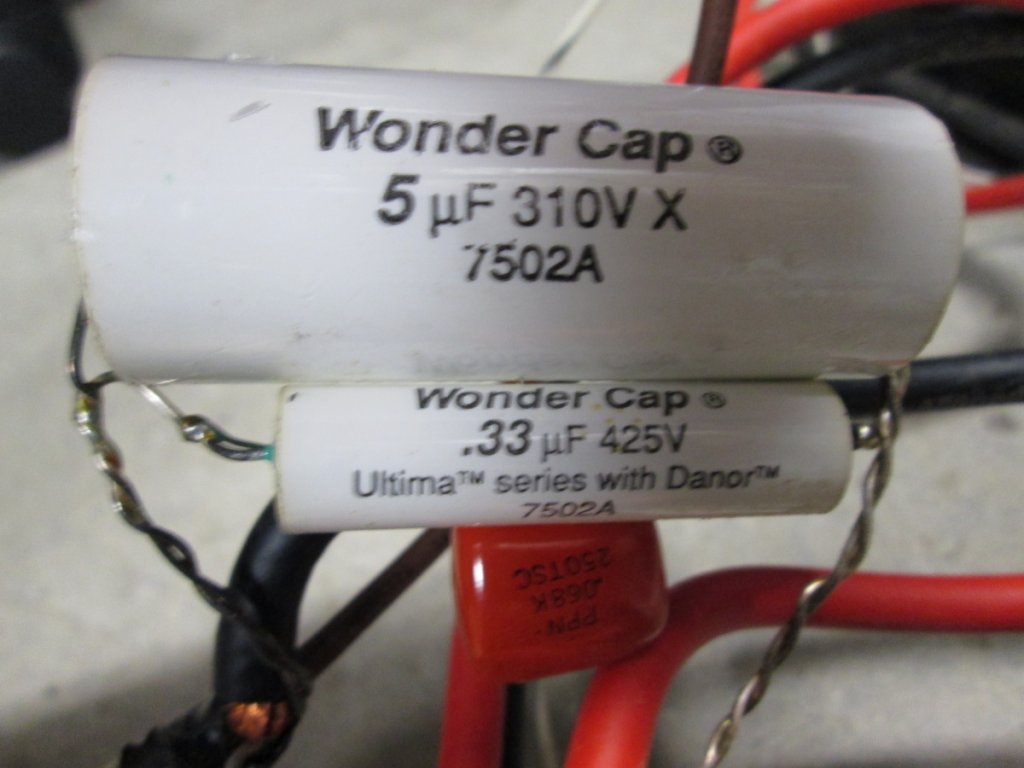 Wonder Cap ®
5 µF 310V X
7502A
Wonder Cap ®
.33 µF 425V
Ultima™ series with Danor™
7502A
PPN
.068K
250TSC